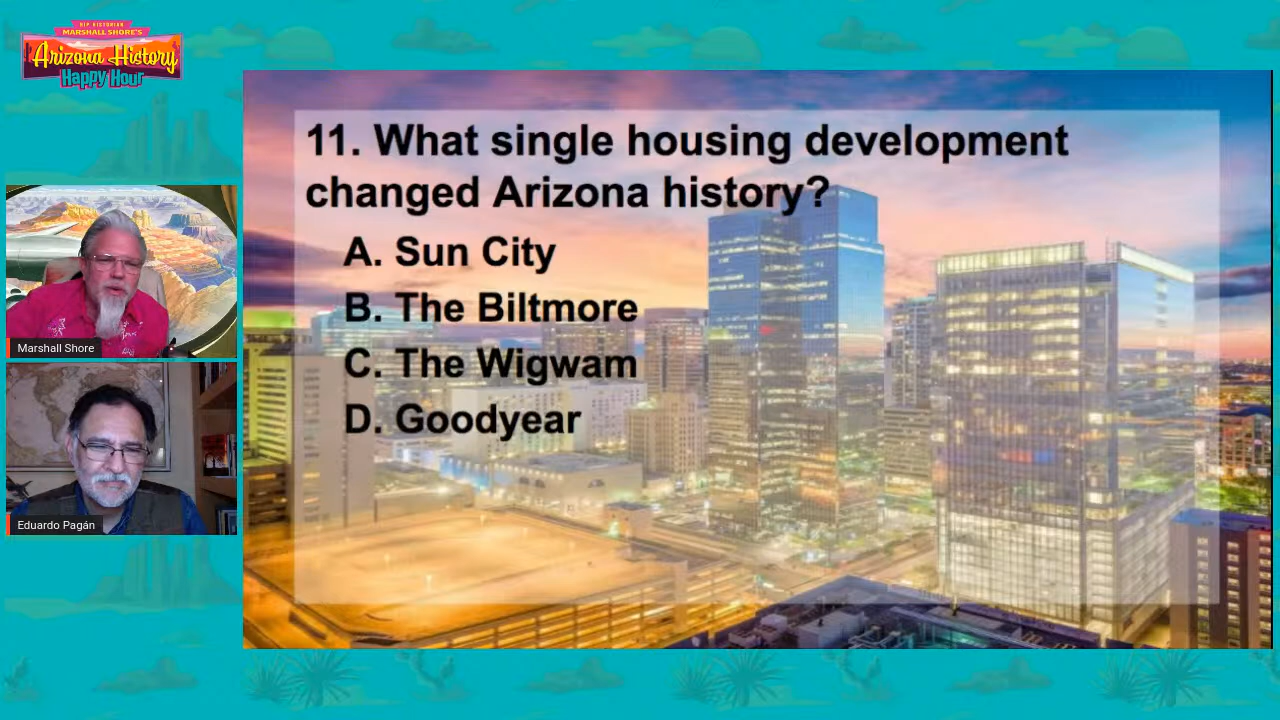 HIP HISTORIAN
MARSHALL SHORE'S
Arizona History
Happy Hour
11. What single housing development
changed Arizona history?
A. Sun City
B. The Biltmore
C. The Wigwam
D. Goodyear
Marshall Shore
Eduardo Pagán